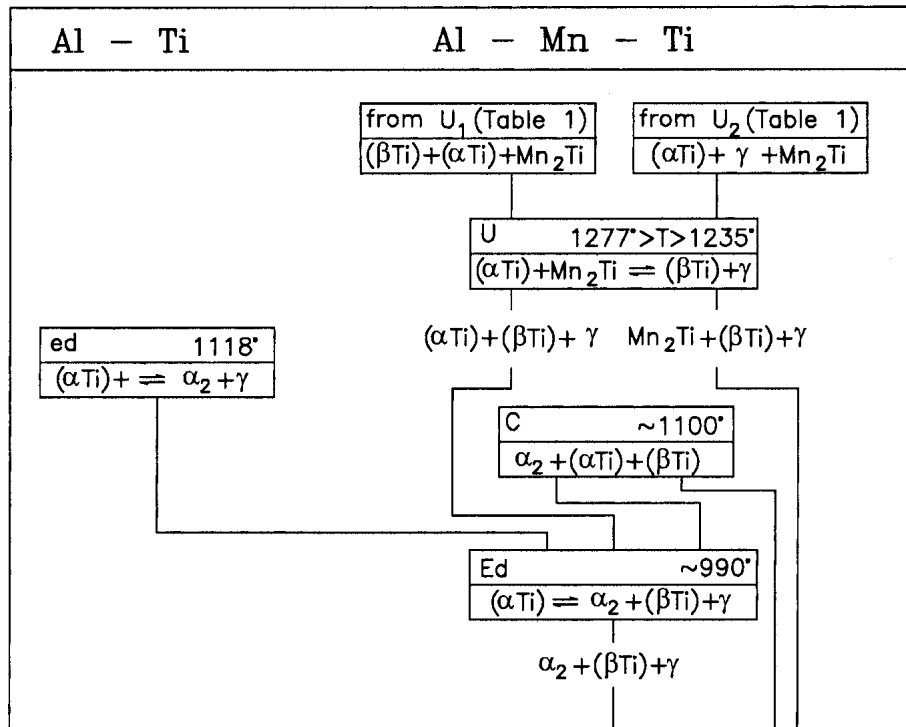 Al – Ti
Al – Mn – Ti
from U₁ (Table 1)
(βTi)+(αTi)+Mn₂Ti
from U₂ (Table 1)
(αTi)+ γ +Mn₂Ti
U 1277°>T>1235°
(αTi)+Mn₂Ti ⇌ (βTi)+γ
(αTi)+(βTi)+ γ
Mn₂Ti+(βTi)+γ
ed 1118°
(αTi)+ ⇌ α₂+γ
C ~1100°
α₂+(αTi)+(βTi)
Ed ~990°
(αTi) ⇌ α₂+(βTi)+γ
α₂+(βTi)+γ